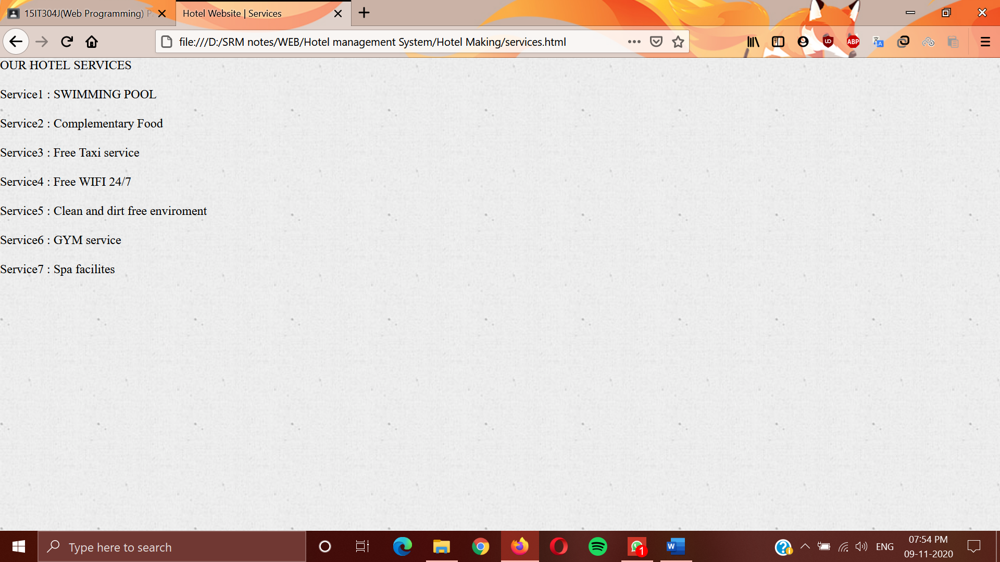 15IT304J(Web Programming)
Hotel Website | Services
file:///D:/SRM notes/WEB/Hotel management System/Hotel Making/services.html
ABP
OUR HOTEL SERVICES
Service1 : SWIMMING POOL
Service2 : Complementary Food
Service3 : Free Taxi service
Service4 : Free WIFI 24/7
Service5 : Clean and dirt free enviroment
Service6 : GYM service
Service7 : Spa facilites
Type here to search
1
W
ENG
07:54 PM
09-11-2020